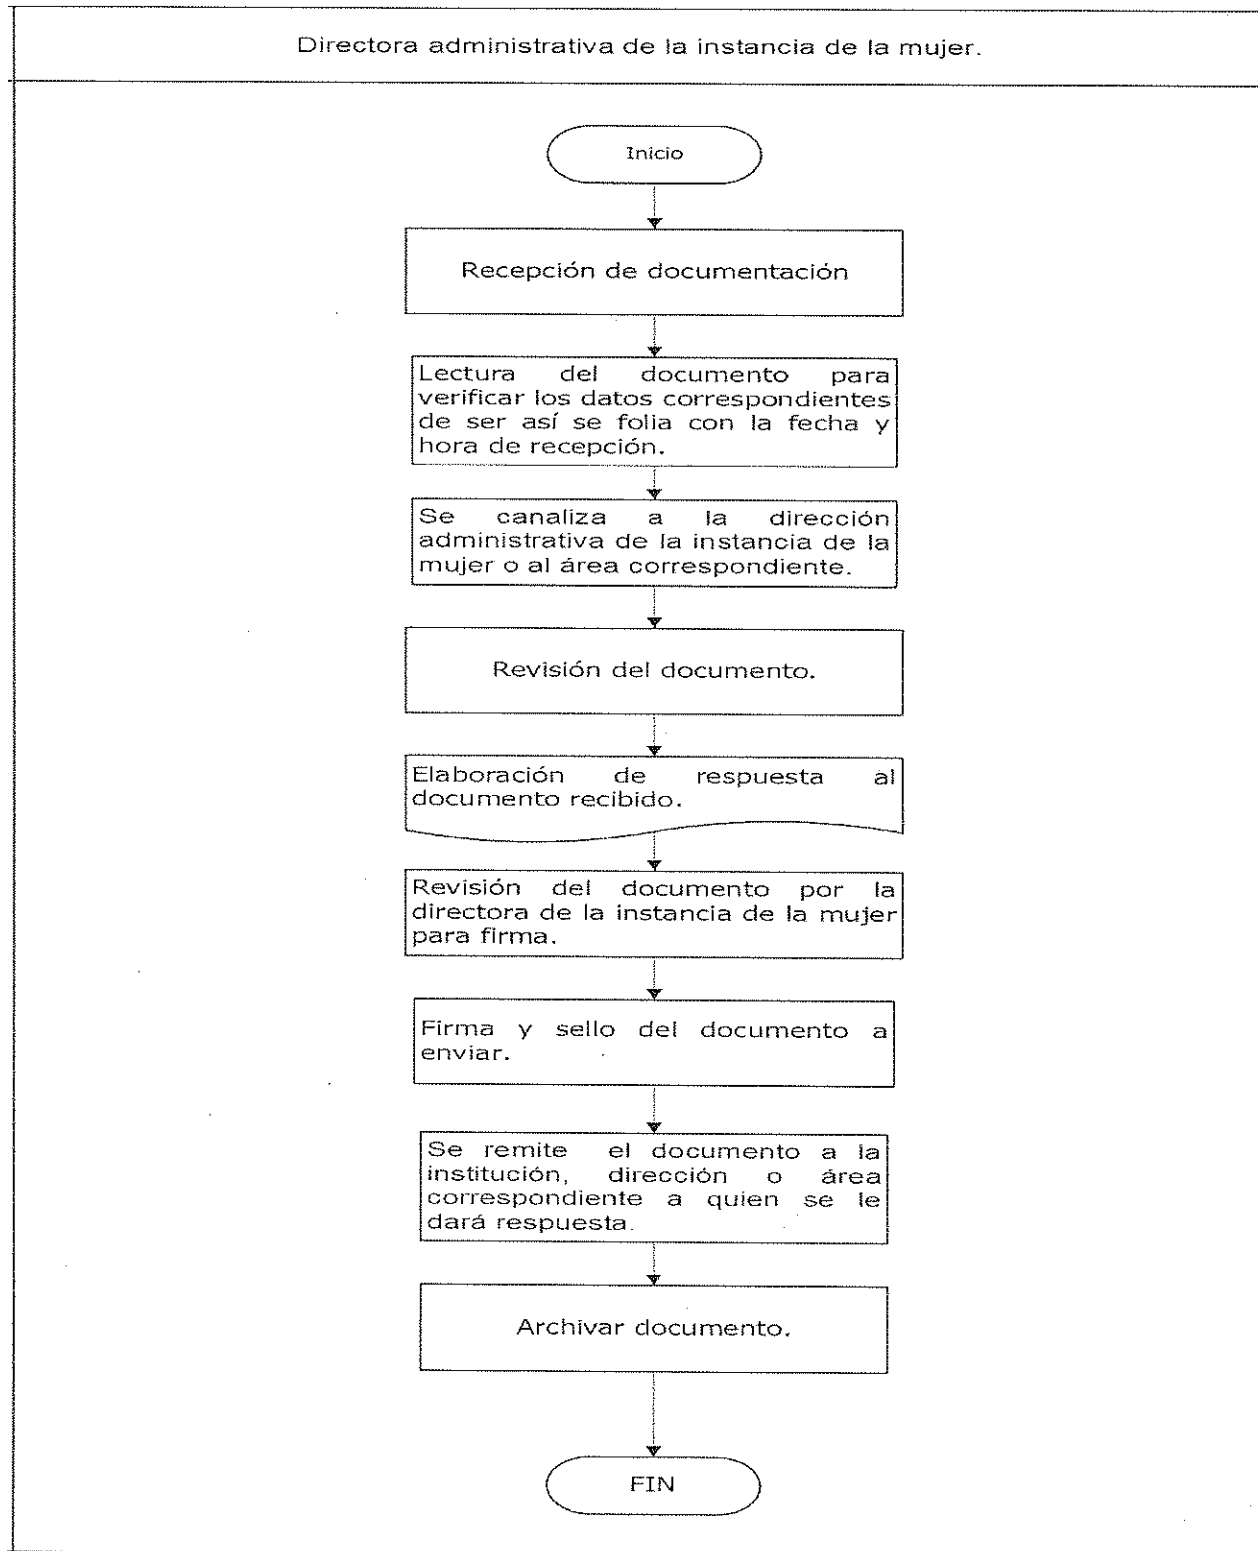 Directora administrativa de la instancia de la mujer.
Inicio
Recepción de documentación
Lectura del documento para
verificar los datos correspondientes
de ser así se folia con la fecha y
hora de recepción.
Se canaliza a la dirección
administrativa de la instancia de la
mujer o al área correspondiente.
Revisión del documento.
Elaboración de respuesta al
documento recibido.
Revisión del documento por la
directora de la instancia de la mujer
para firma.
Firma y sello del documento a
enviar.
Se remite el documento a la
institución, dirección o área
correspondiente a quien se le
dará respuesta.
Archivar documento.
FIN